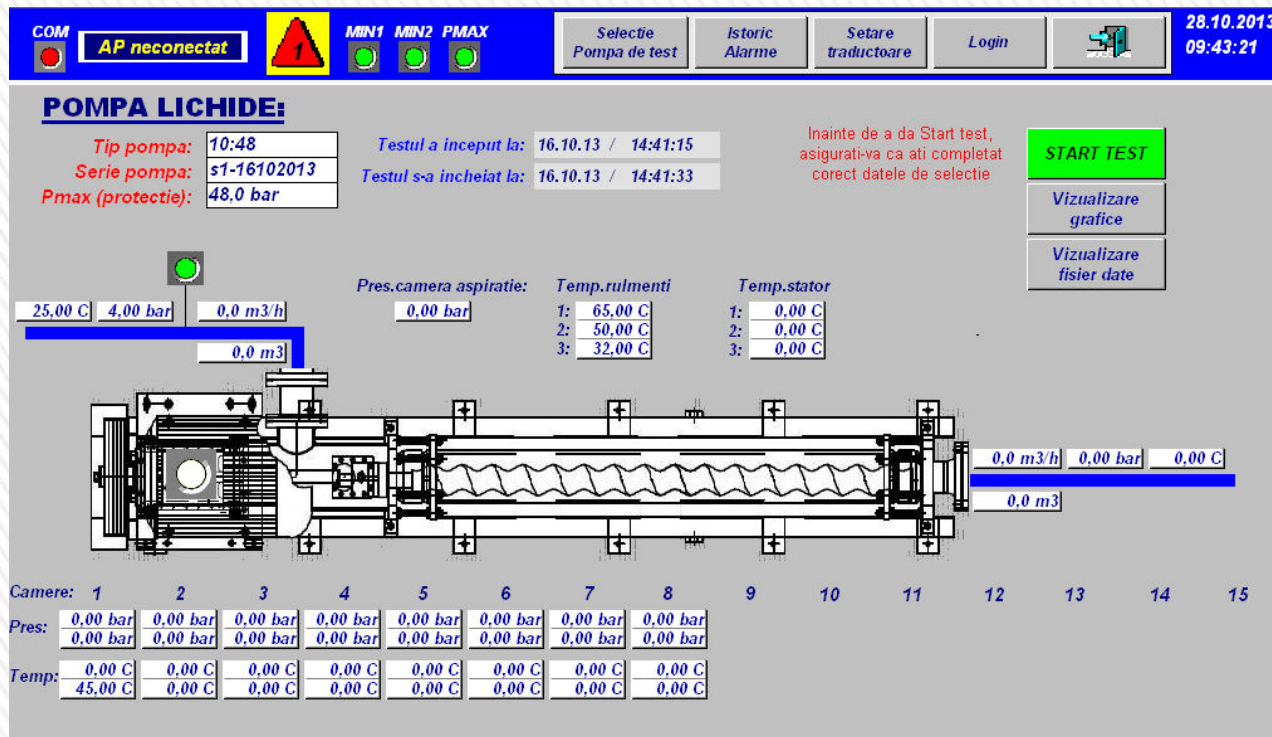 COM
AP neconectat
1
MIN1 MIN2 PMAX
Selectie
Pompa de test
Istoric
Alarme
Setare
traductoare
Login
28.10.2013
09:43:21
POMPA LICHIDE:
Tip pompa: 10:48
Serie pompa: s1-16102013
Pmax (protectie): 48,0 bar
Testul a inceput la: 16.10.13 / 14:41:15
Testul s-a incheiat la: 16.10.13 / 14:41:33
Inainte de a da Start test,
asigurati-va ca ati completat
corect datele de selectie
START TEST
Vizualizare
grafice
Vizualizare
fisier date
25,00 C 4,00 bar 0,0 m3/h
0,0 m3
Pres.camera aspiratie:
0,00 bar
Temp.rulmenti
1: 65,00 C
2: 50,00 C
3: 32,00 C
Temp.stator
1: 0,00 C
2: 0,00 C
3: 0,00 C
0,0 m3/h 0,00 bar 0,00 C
0,0 m3
Camere: 1 2 3 4 5 6 7 8 9 10 11 12 13 14 15
Pres: 0,00 bar 0,00 bar 0,00 bar 0,00 bar 0,00 bar 0,00 bar 0,00 bar 0,00 bar
0,00 bar 0,00 bar 0,00 bar 0,00 bar 0,00 bar 0,00 bar 0,00 bar 0,00 bar
Temp: 0,00 C 0,00 C 0,00 C 0,00 C 0,00 C 0,00 C 0,00 C 0,00 C
45,00 C 0,00 C 0,00 C 0,00 C 0,00 C 0,00 C 0,00 C 0,00 C